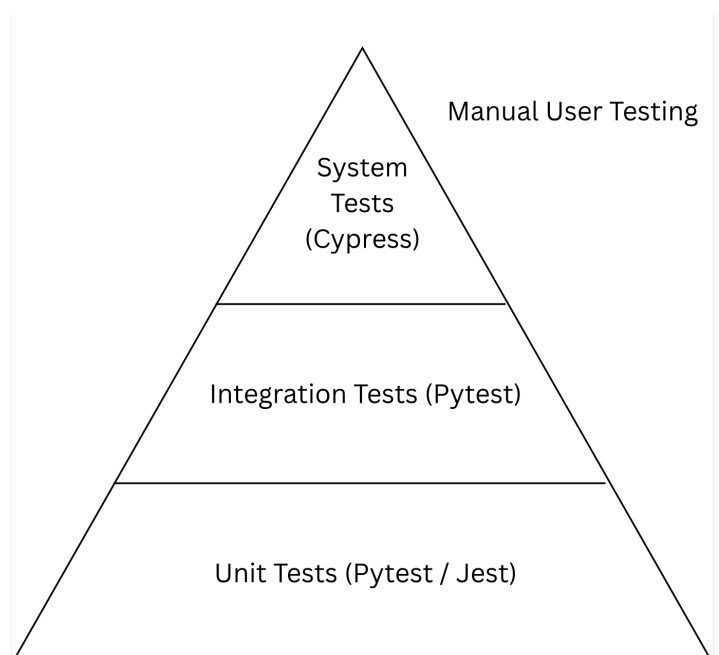 Manual User Testing
System
Tests
(Cypress)
Integration Tests (Pytest)
Unit Tests (Pytest / Jest)